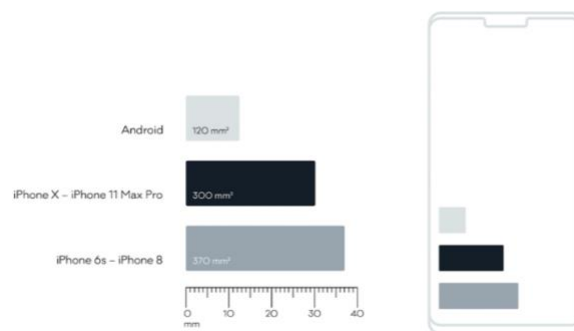 Android
120 mm²
iPhone X – iPhone 11 Max Pro
300 mm²
iPhone 6s – iPhone 8
370 mm²
0 10 20 30 40
mm